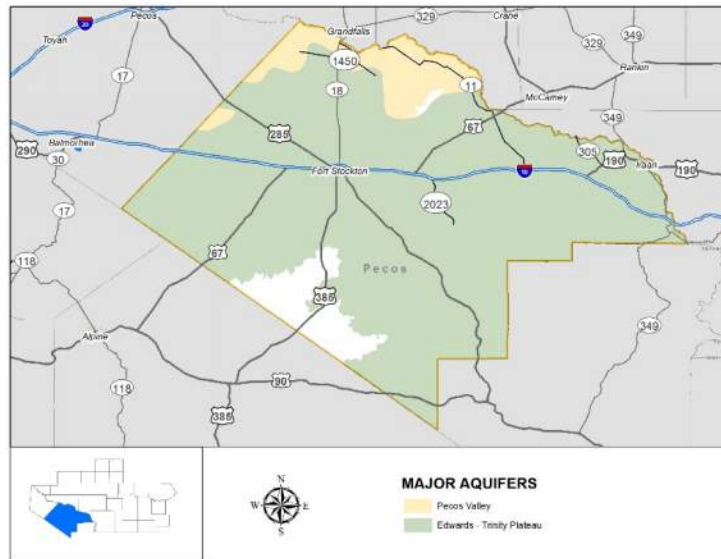 Pecos
20
Toyah
17
Grandfalls
329
Crane
349
329
1450
18
11
Rankin
McCamey
349
67
285
305
190
Iraan
190
290
Balmorhea
30
Fort Stockton
10
17
2023
118
67
Pecos
385
349
Alpine
90
118
385
N
W
E
S
MAJOR AQUIFERS
Pecos Valley
Edwards - Trinity Plateau